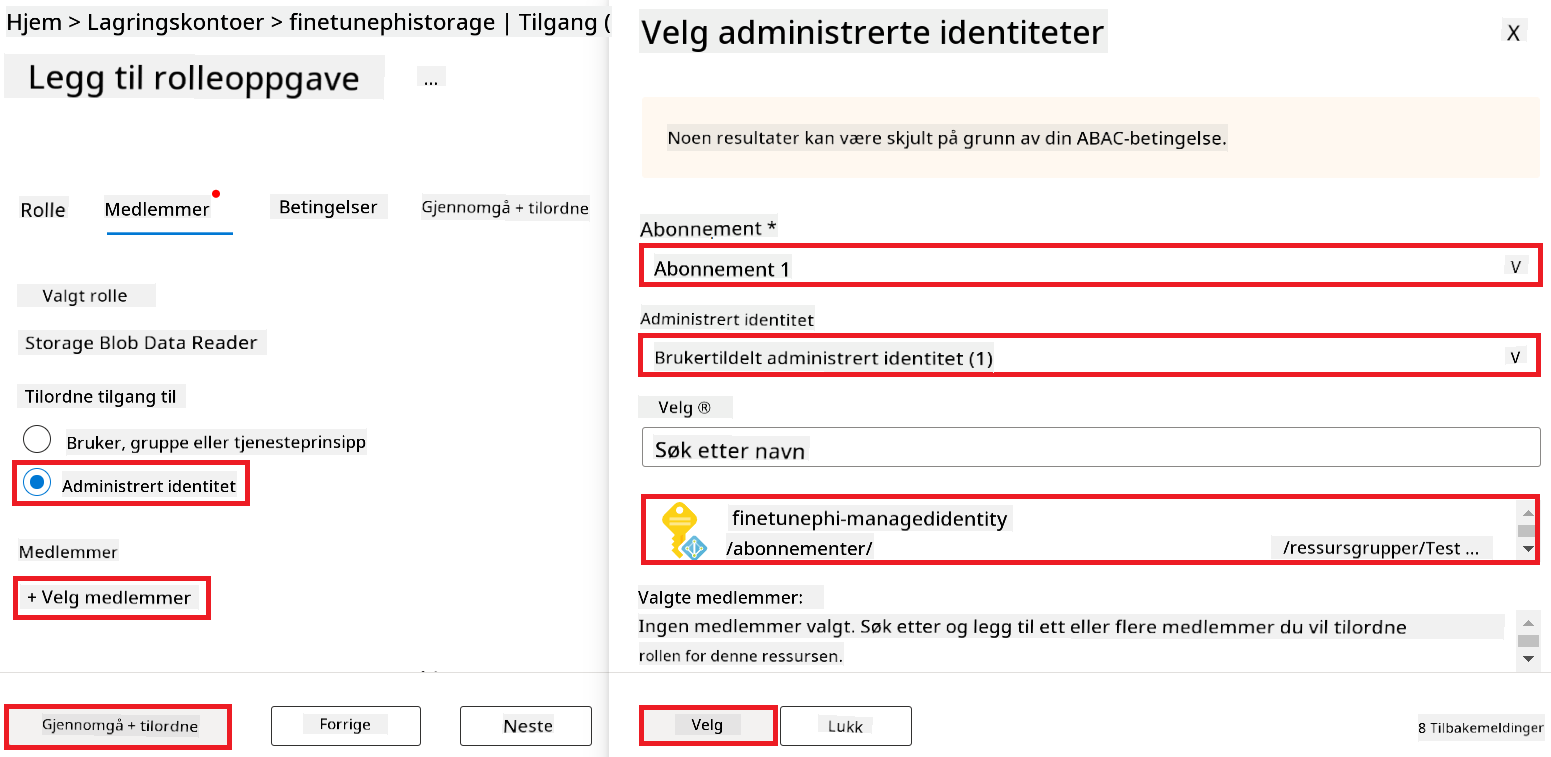 Hjem > Lagringskontoer > finetunephistorage | Tilgang (
Legg til rolleoppgave
...
Rolle
Medlemmer
Betingelser
Gjennomgå + tilordne
Valgt rolle
Storage Blob Data Reader
Tilordne tilgang til
Bruker, gruppe eller tjenesteprinsipp
Administrert identitet
Medlemmer
+ Velg medlemmer
Gjennomgå + tilordne
Forrige
Neste
Velg administrerte identiteter
X
Noen resultater kan være skjult på grunn av din ABAC-betingelse.
Abonnement *
Abonnement 1
V
Administrert identitet
Brukertildelt administrert identitet (1)
V
Velg ®
Søk etter navn
finetunephi-managedidentity
/abonnementer/ /ressursgrupper/Test ...
Valgte medlemmer:
Ingen medlemmer valgt. Søk etter og legg til ett eller flere medlemmer du vil tilordne
rollen for denne ressursen.
Velg
Lukk
8 Tilbakemeldinger